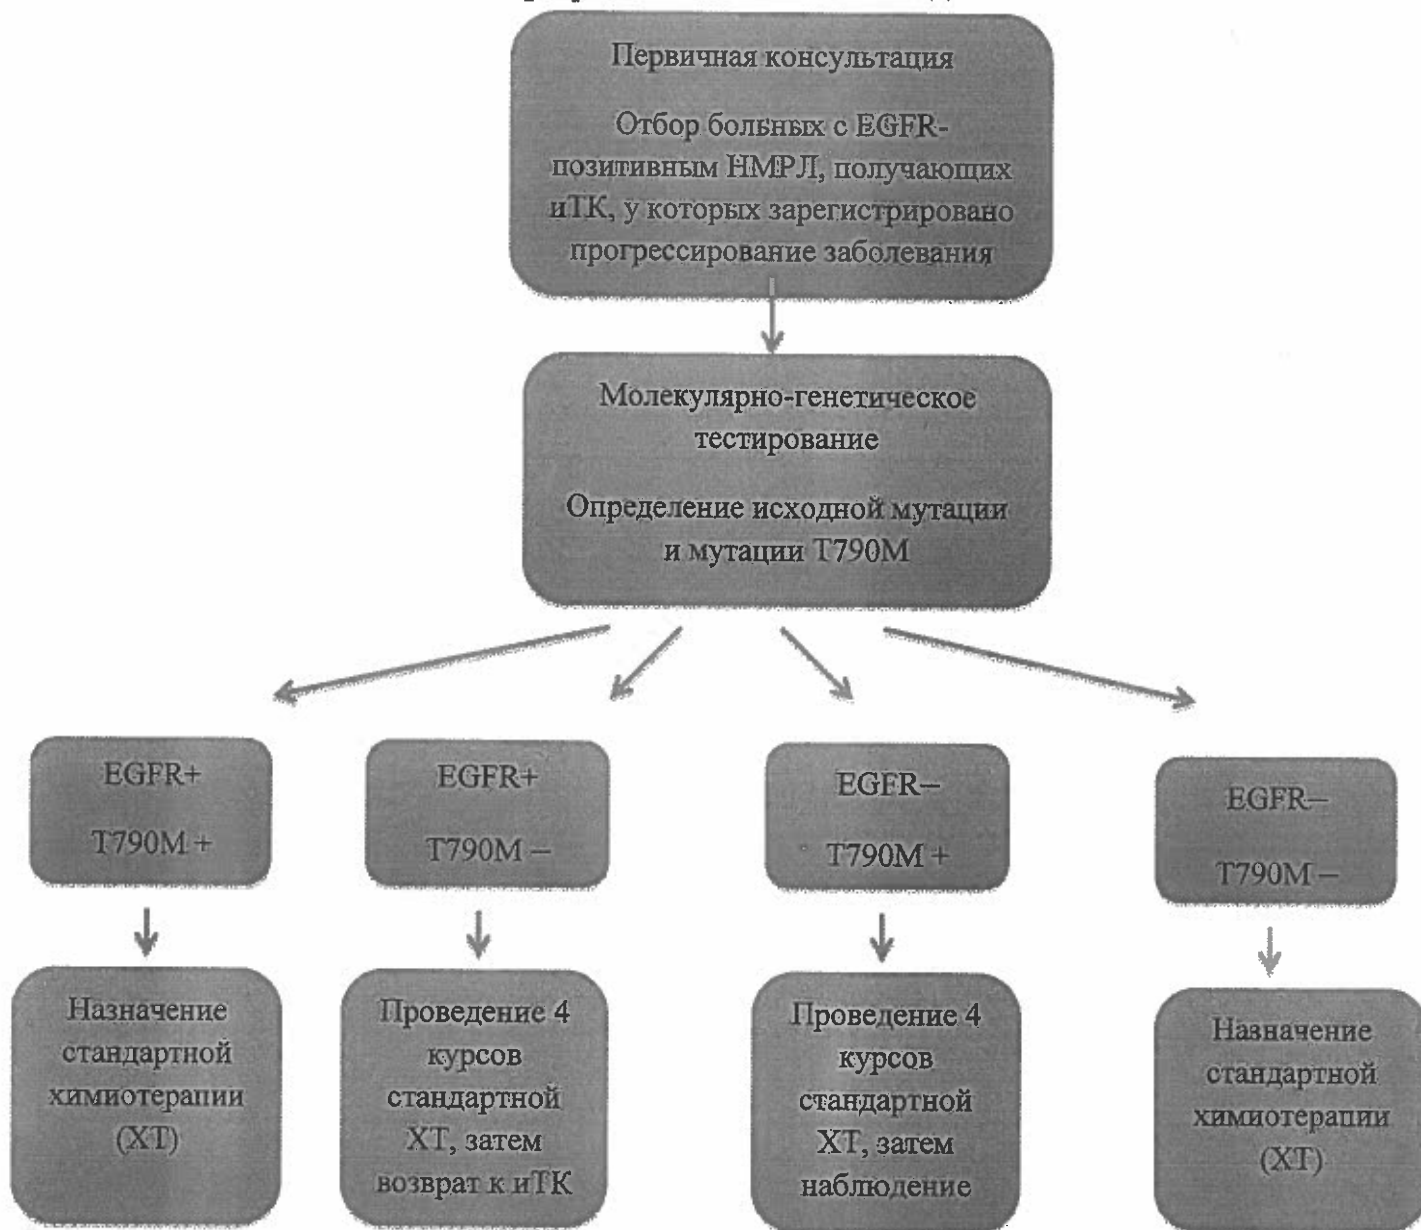 Первичная консультация
Отбор больных с EGFR-
позитивным НМРЛ, получающих
иТК, у которых зарегистрировано
прогрессирование заболевания
Молекулярно-генетическое
тестирование
Определение исходной мутации
и мутации T790M
EGFR+
T790M +
EGFR+
T790M –
EGFR–
T790M +
EGFR–
T790M –
Назначение
стандартной
химиотерапии
(ХТ)
Проведение 4
курсов
стандартной
ХТ, затем
возврат к иТК
Проведение 4
курсов
стандартной
ХТ, затем
наблюдение
Назначение
стандартной
химиотерапии
(ХТ)